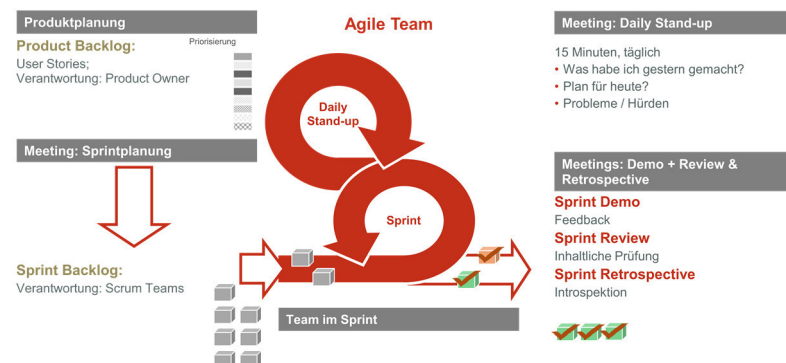 Produktplanung
Product Backlog:
Priorisierung
User Stories;
Verantwortung: Product Owner
Meeting: Sprintplanung
Sprint Backlog:
Verantwortung: Scrum Teams
Agile Team
Daily
Stand-up
Sprint
Team im Sprint
Meeting: Daily Stand-up
15 Minuten, täglich
• Was habe ich gestern gemacht?
• Plan für heute?
• Probleme / Hürden
Meetings: Demo + Review &
Retrospective
Sprint Demo
Feedback
Sprint Review
Inhaltliche Prüfung
Sprint Retrospective
Introspektion